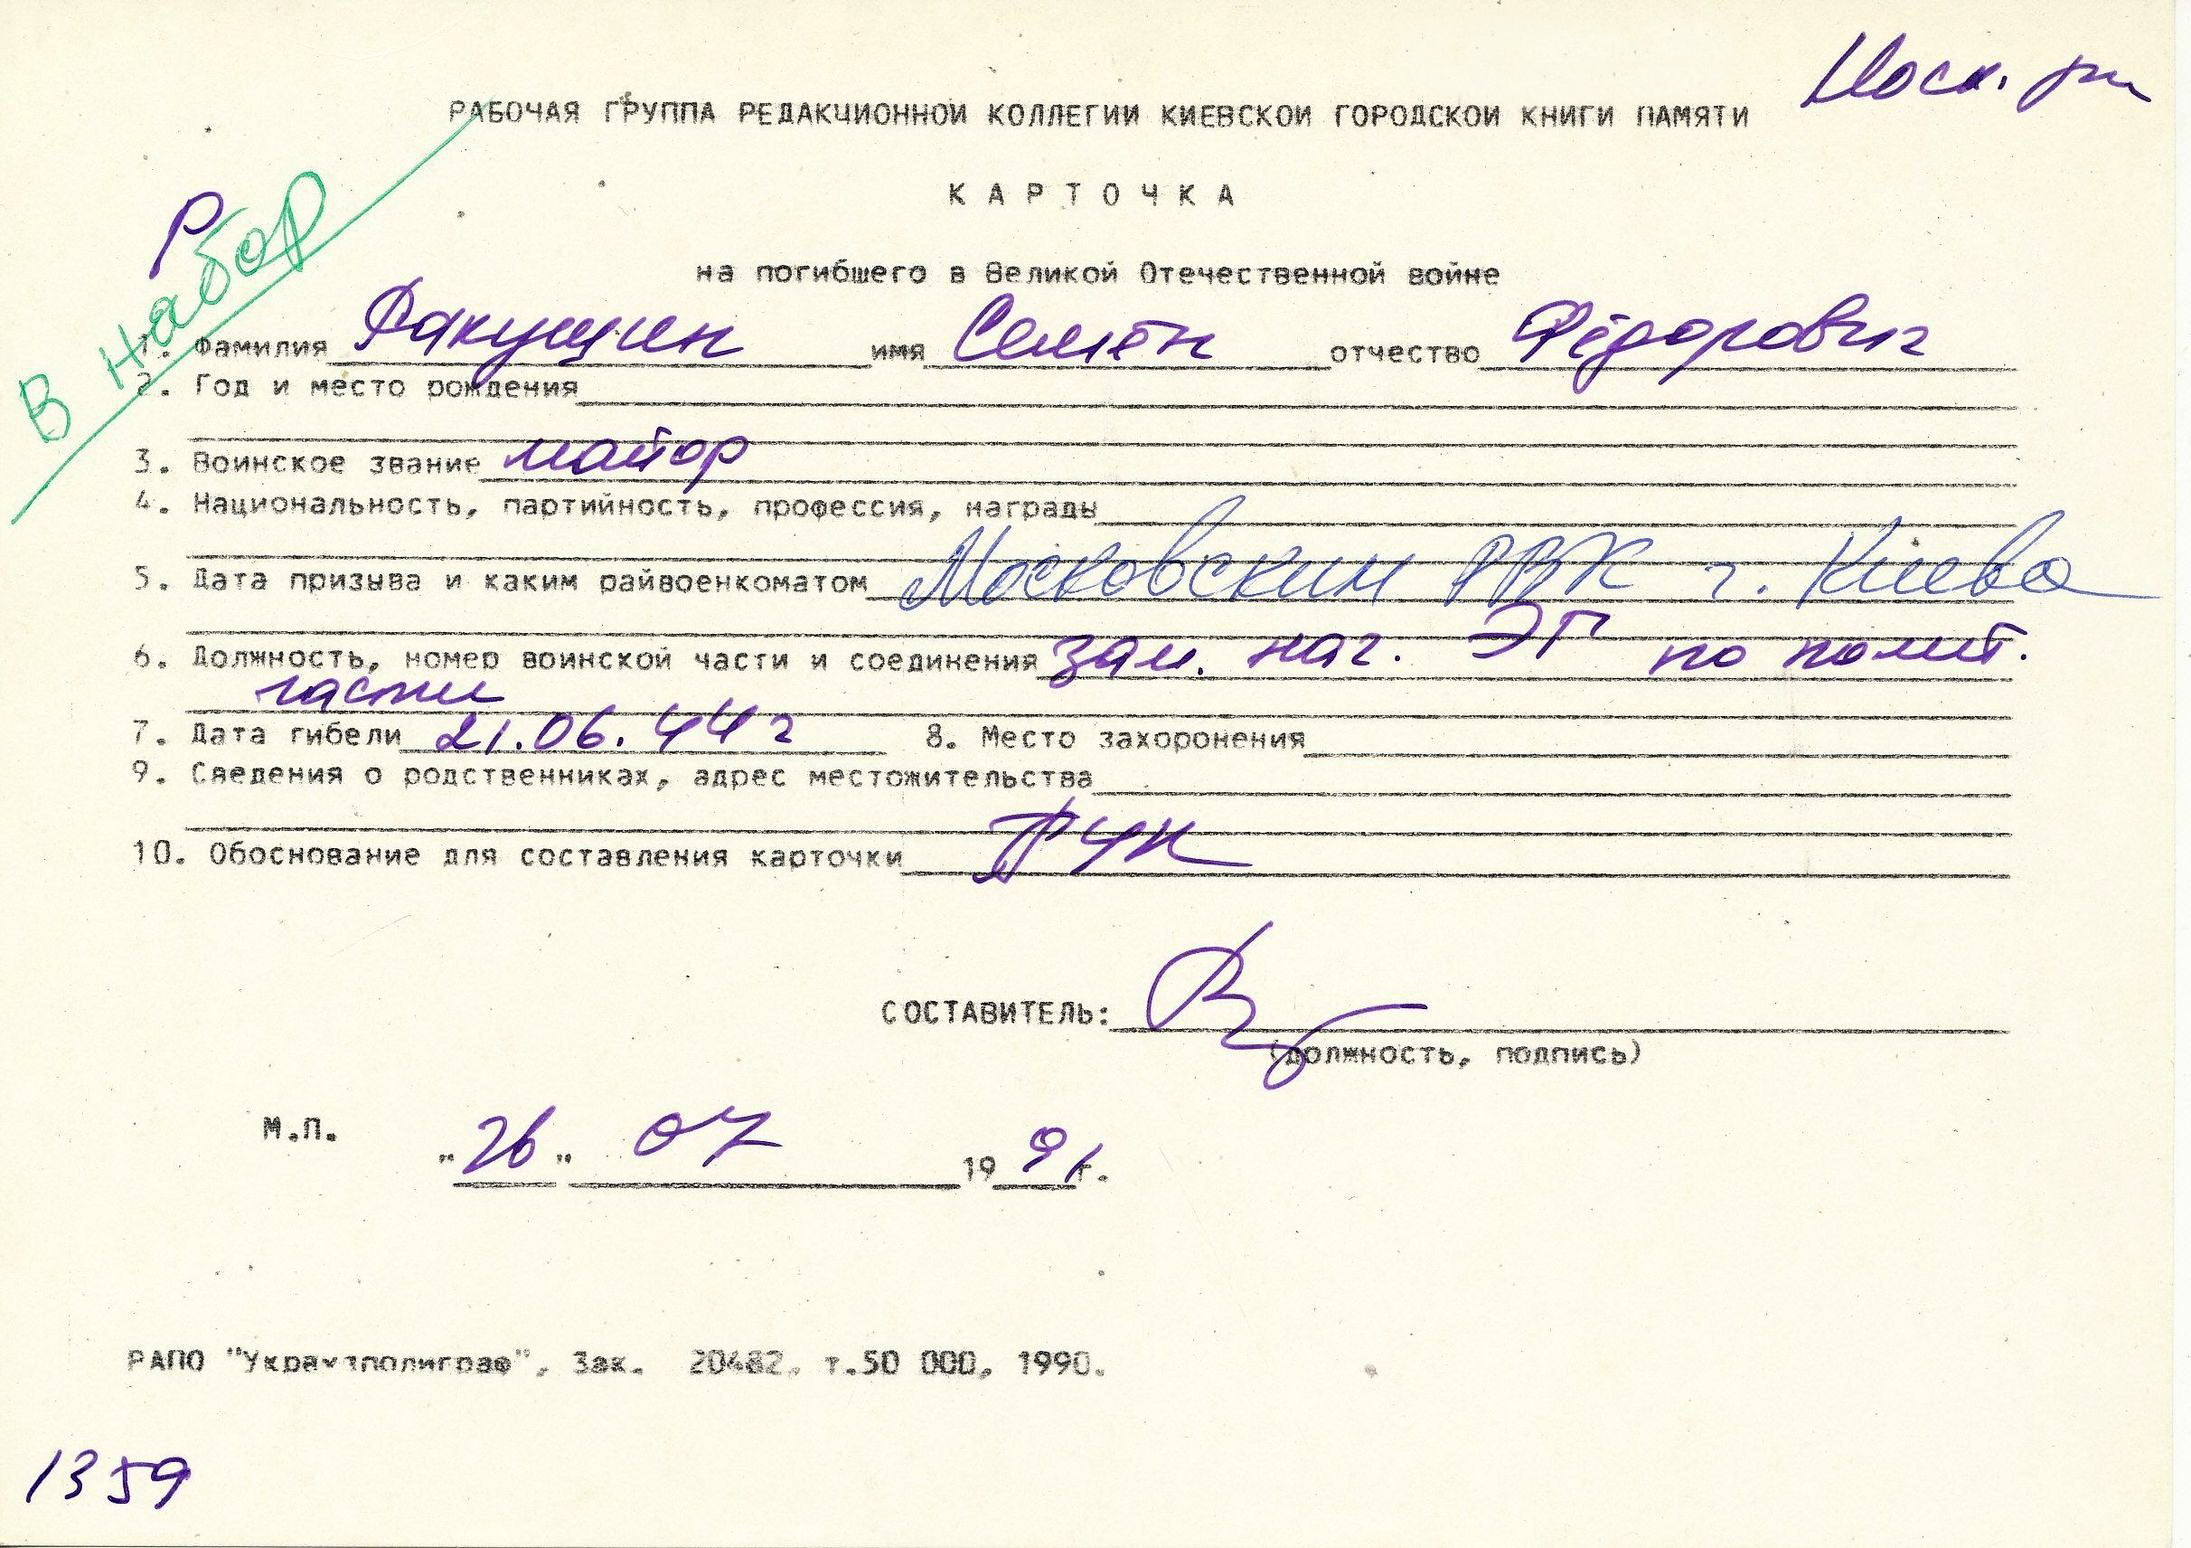 Моск. рн
РАБОЧАЯ ГРУППА РЕДАКЦИОННОЙ КОЛЛЕГИИ КИЕВСКОЙ ГОРОДСКОЙ КНИГИ ПАМЯТИ
КАРТОЧКА
Р
В набор
на погибшего в Великой Отечественной войне
1. Фамилия Ракущин имя Семён отчество Фёдорович
2. Год и место рождения
3. Воинское звание майор
4. Национальность, партийность, профессия, награды
5. Дата призыва и каким райвоенкоматом Московским РВК г. Киева
6. Должность, номер воинской части и соединения зам. нач. ЭГ по полит.
части
7. Дата гибели 21.06.44 г 8. Место захоронения
9. Сведения о родственниках, адрес местожительства
10. Обоснование для составления карточки
СОСТАВИТЕЛЬ:
(должность, подпись)
М.П.
"26" 07 1991г.
РАПО "Укрвузполиграф", Зак. 20482, т.50 000, 1990.
1359